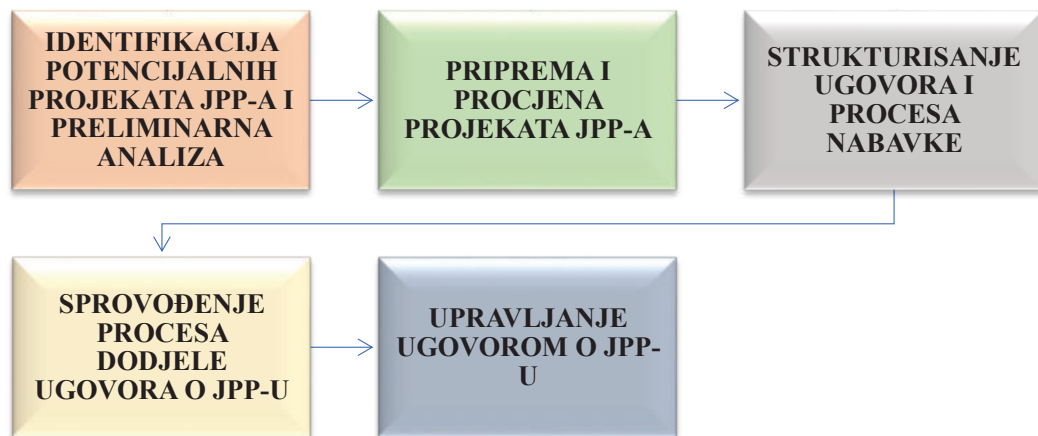 IDENTIFIKACIJA
POTENCIJALNIH
PROJEKATA JPP-A I
PRELIMINARNA
ANALIZA
PRIPREMA I
PROCJENA
PROJEKATA JPP-A
STRUKTURISANJE
UGOVORA I
PROCESA
NABAVKE
SPROVOĐENJE
PROCESA
DODJELE
UGOVORA O JPP-U
UPRAVLJANJE
UGOVOROM O JPP-
U